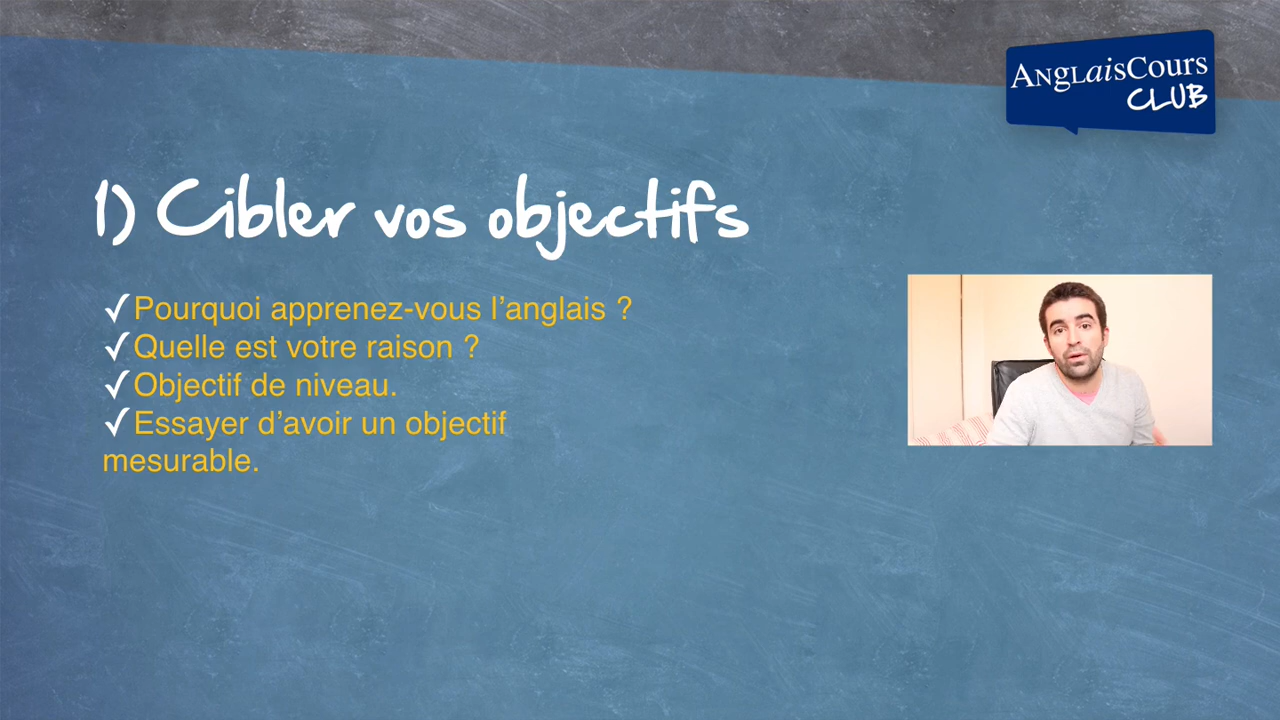 AnglaisCours
CLUB
1) Cibler vos objectifs
✓Pourquoi apprenez-vous l’anglais ?
✓Quelle est votre raison ?
✓Objectif de niveau.
✓Essayer d’avoir un objectif
mesurable.